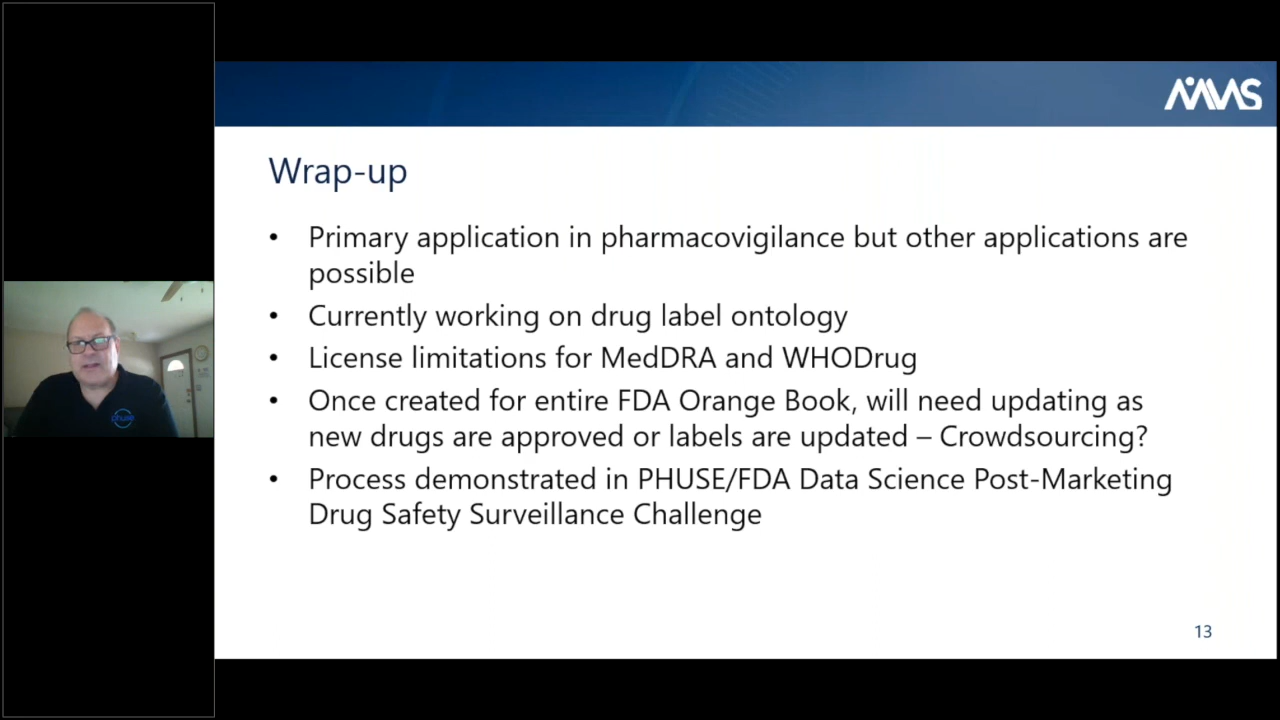 MMS
Wrap-up
• Primary application in pharmacovigilance but other applications are
possible
• Currently working on drug label ontology
• License limitations for MedDRA and WHODrug
• Once created for entire FDA Orange Book, will need updating as
new drugs are approved or labels are updated – Crowdsourcing?
• Process demonstrated in PHUSE/FDA Data Science Post-Marketing
Drug Safety Surveillance Challenge
phuse
13